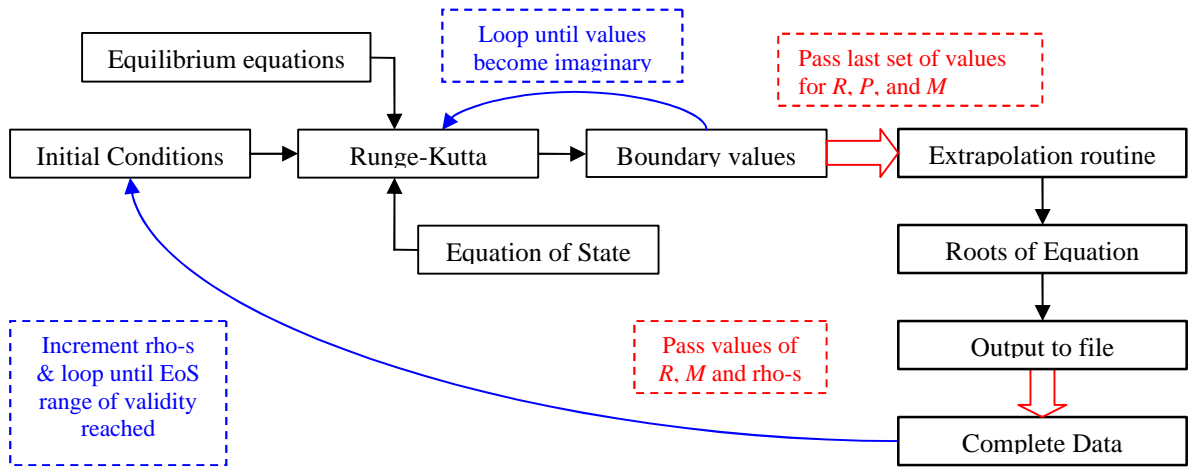 Equilibrium equations
Loop until values
become imaginary
Pass last set of values
for R, P, and M
Initial Conditions
Runge-Kutta
Boundary values
Extrapolation routine
Equation of State
Roots of Equation
Increment rho-s
& loop until EoS
range of validity
reached
Pass values of
R, M and rho-s
Output to file
Complete Data